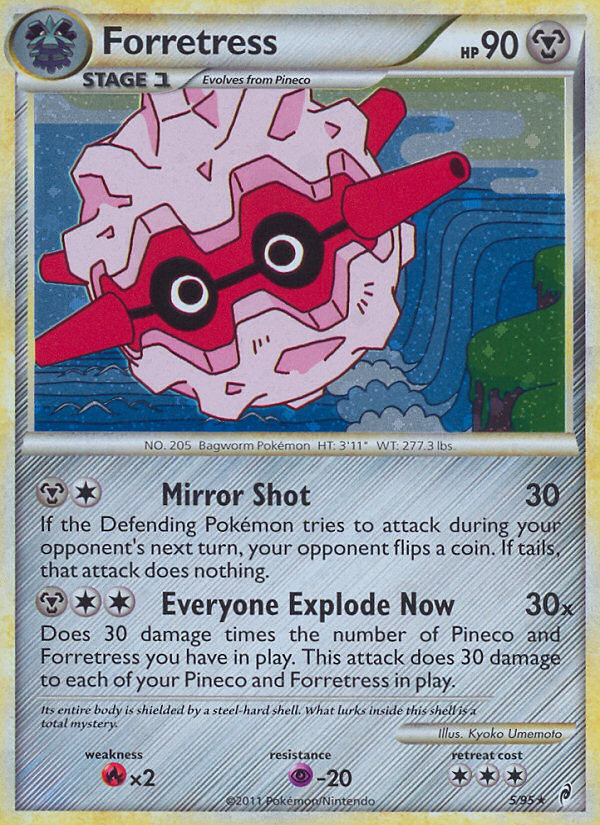 Forretress
HP 90
STAGE 1
Evolves from Pineco
NO. 205 Bagworm Pokémon HT: 3'11" WT: 277.3 lbs.
Mirror Shot 30
If the Defending Pokémon tries to attack during your
opponent's next turn, your opponent flips a coin. If tails,
that attack does nothing.
Everyone Explode Now 30x
Does 30 damage times the number of Pineco and
Forretress you have in play. This attack does 30 damage
to each of your Pineco and Forretress in play.
Its entire body is shielded by a steel-hard shell. What lurks inside this shell is a
total mystery.
Illus. Kyoko Umemoto
weakness resistance retreat cost
x2 -20
©2011 Pokémon/Nintendo 5/95★